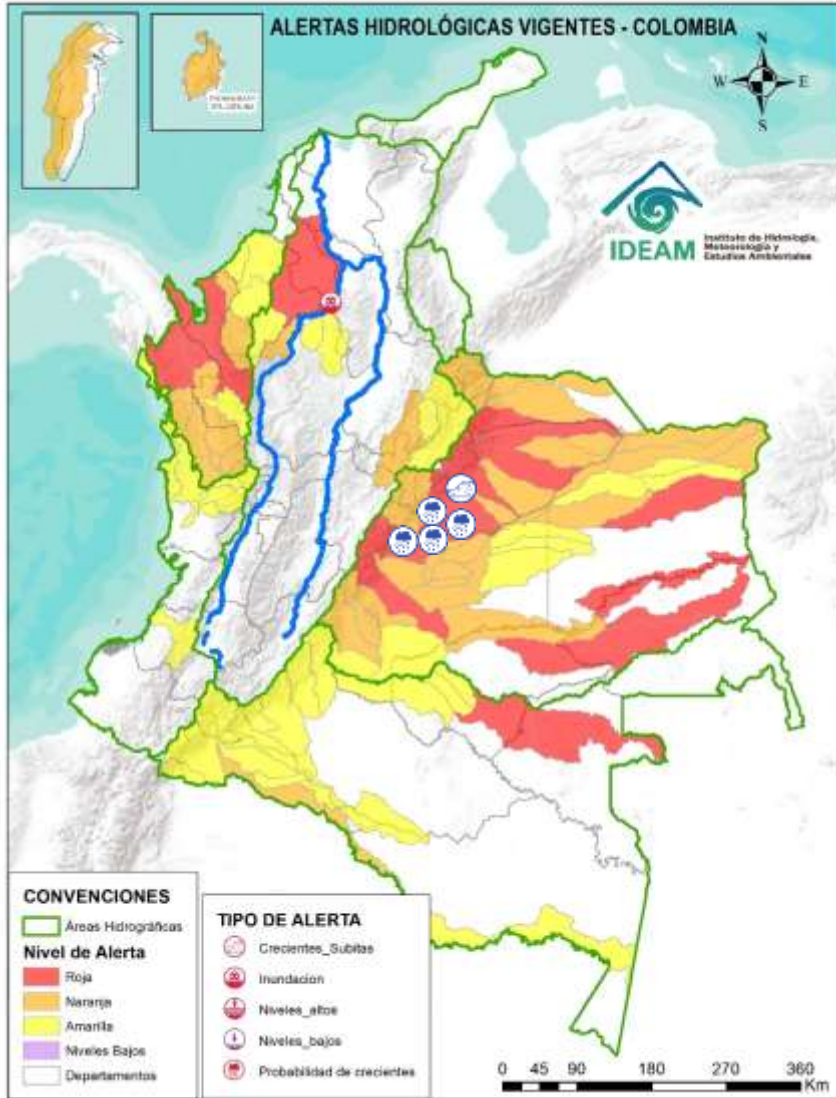 ALERTAS HIDROLÓGICAS VIGENTES - COLOMBIA
N
W
E
S
IDEAM
Instituto de Hidrología,
Meteorología y
Estudios Ambientales
CONVENCIONES
Áreas Hidrográficas
Nivel de Alerta
Roja
Naranja
Amarilla
Niveles Bajos
Departamentos
TIPO DE ALERTA
Crecientes_Subitas
Inundacion
Niveles_altos
Niveles_bajos
Probabilidad de crecientes
0 45 90 180 270 360
Km